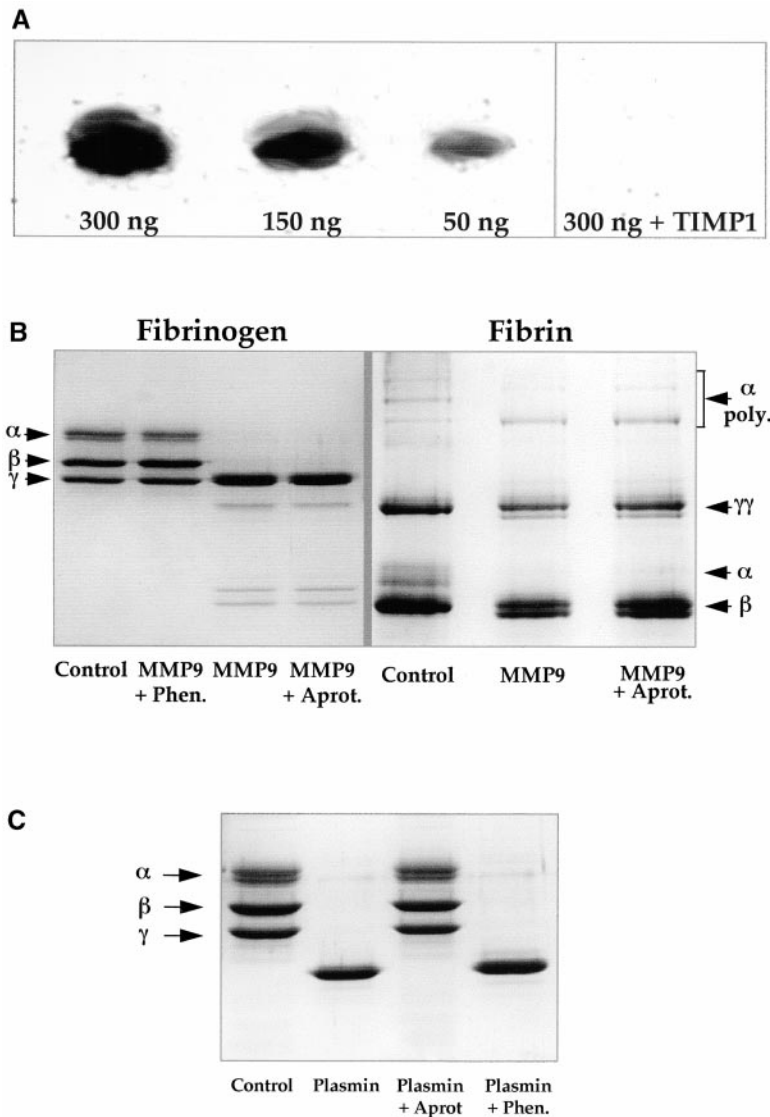 A
300 ng
150 ng
50 ng
300 ng + TIMP1
B
Fibrinogen
Fibrin
α
β
γ
α
poly.
γγ
α
β
Control
MMP9
+ Phen.
MMP9
MMP9
+ Aprot.
Control
MMP9
MMP9
+ Aprot.
C
α
β
γ
Control
Plasmin
Plasmin
+ Aprot
Plasmin
+ Phen.